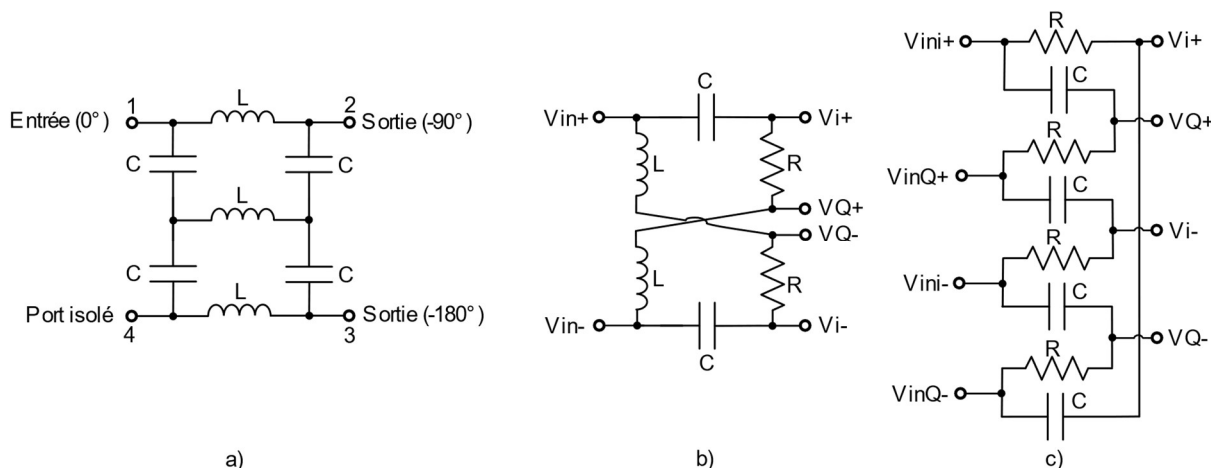 1
L
2
Entrée (0°)
Sortie (-90°)
C
C
L
C
C
L
Port isolé
4
3
Sortie (-180°)
a)
C
Vin+
Vi+
L
R
VQ+
VQ-
L
R
Vin-
Vi-
C
b)
R
Vini+
Vi+
C
VQ+
R
VinQ+
C
Vi-
R
Vini-
C
VQ-
R
VinQ-
C
c)